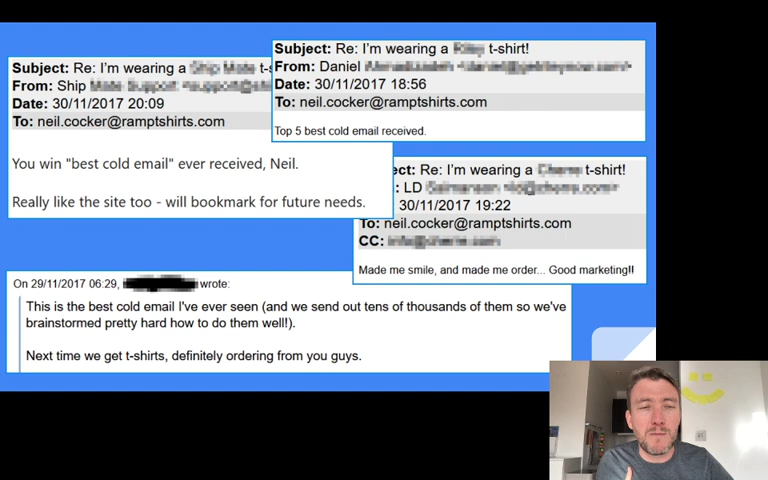 Subject: Re: I'm wearing a t-s
From: Ship
Date: 30/11/2017 20:09
To: neil.cocker@ramptshirts.com
You win "best cold email" ever received, Neil.
Really like the site too - will bookmark for future needs.
Subject: Re: I'm wearing a t-shirt!
From: Daniel
Date: 30/11/2017 18:56
To: neil.cocker@ramptshirts.com
Top 5 best cold email received.
ect: Re: I'm wearing a t-shirt!
: LD
30/11/2017 19:22
To: neil.cocker@ramptshirts.com
CC:
Made me smile, and made me order... Good marketing!!
On 29/11/2017 06:29, wrote:
This is the best cold email I've ever seen (and we send out tens of thousands of them so we've
brainstormed pretty hard how to do them well!).
Next time we get t-shirts, definitely ordering from you guys.